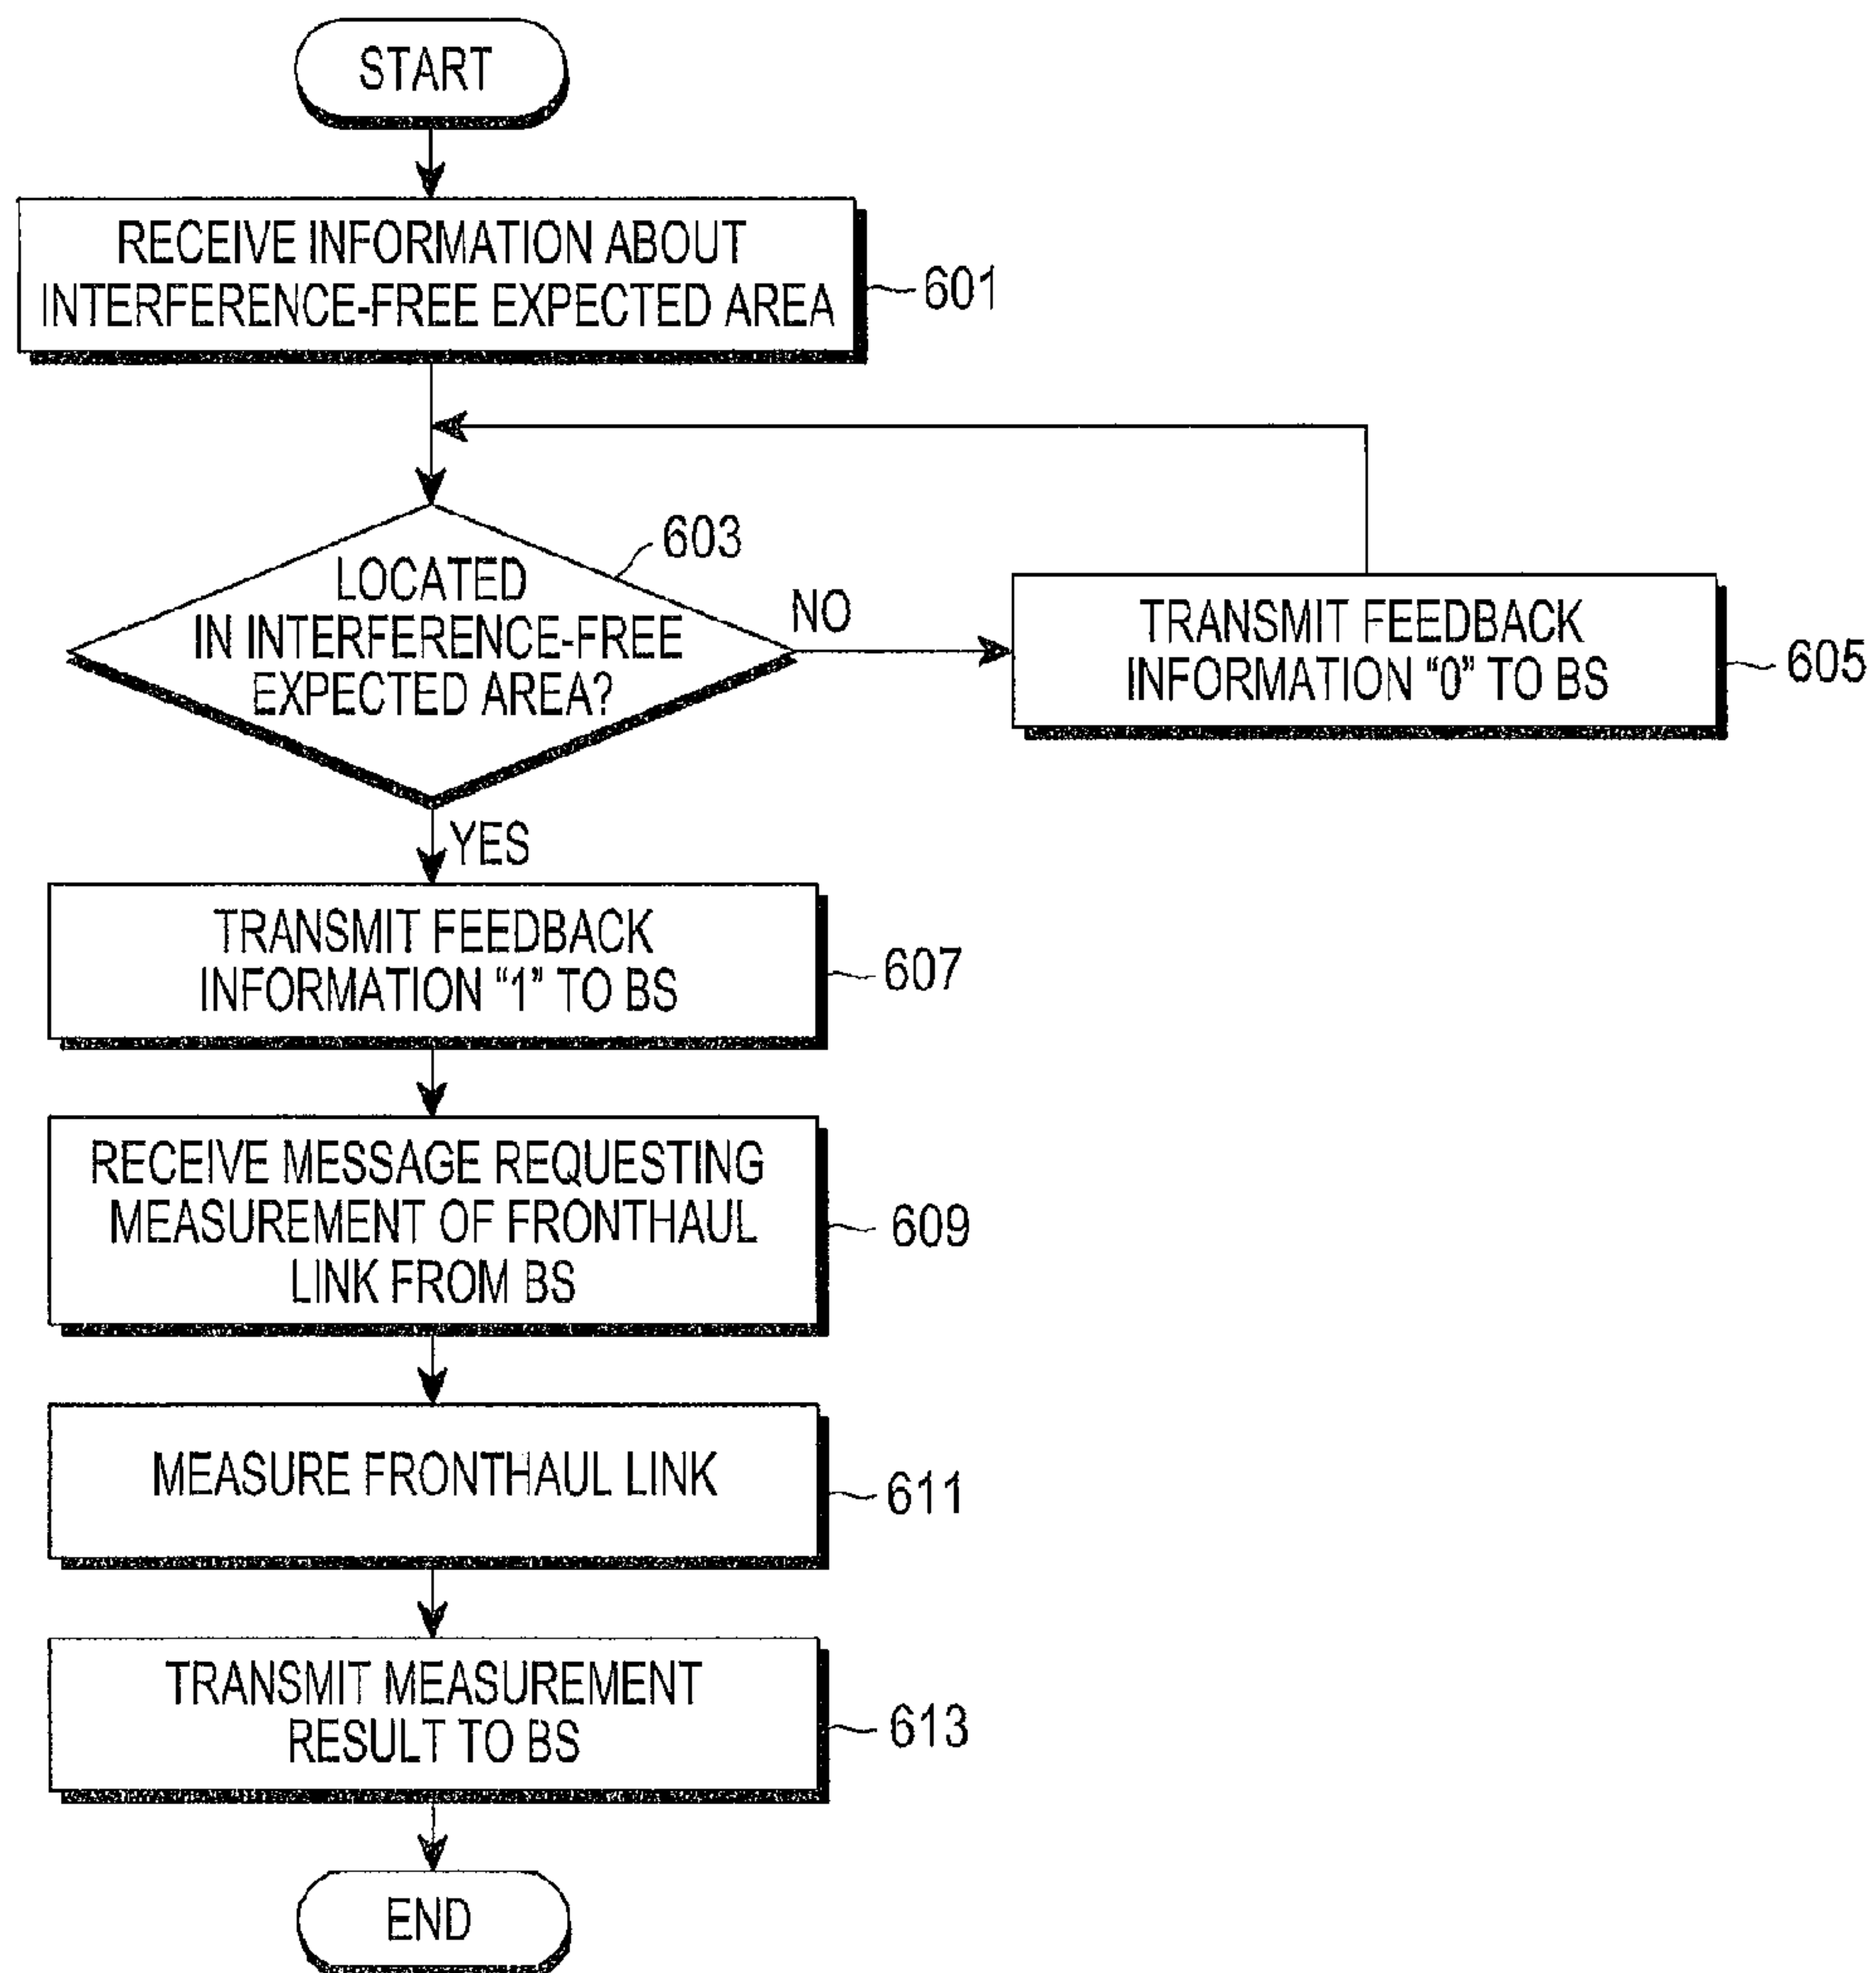 START
RECEIVE INFORMATION ABOUT
INTERFERENCE-FREE EXPECTED AREA
601
603
LOCATED
IN INTERFERENCE-FREE
EXPECTED AREA?
NO
TRANSMIT FEEDBACK
INFORMATION “0” TO BS
605
YES
TRANSMIT FEEDBACK
INFORMATION “1” TO BS
607
RECEIVE MESSAGE REQUESTING
MEASUREMENT OF FRONTHAUL
LINK FROM BS
609
MEASURE FRONTHAUL LINK
611
TRANSMIT MEASUREMENT
RESULT TO BS
613
END